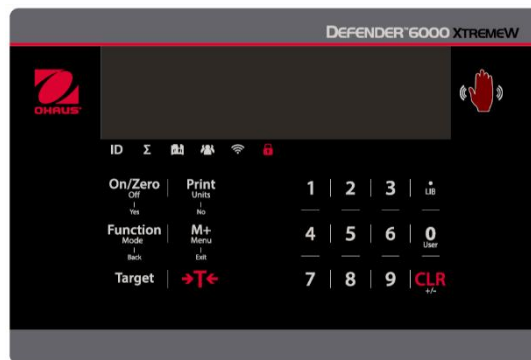 DEFENDER™6000 XTREMEW
OHAUS®
ID Σ
On/Zero Print 1 2 3 .
Off Units LIB
Yes No
Function M+ 4 5 6 0
Mode Menu User
Back Exit
Target →T← 7 8 9 CLR
+/-